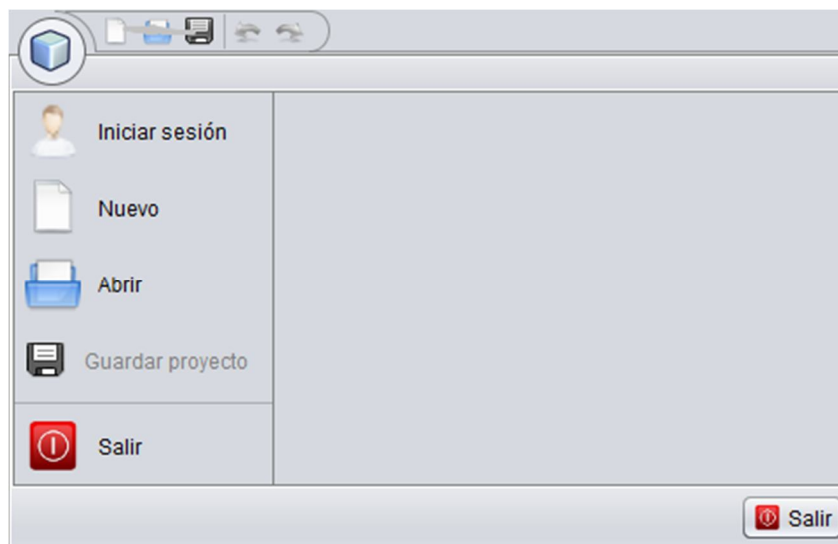 Iniciar sesión
Nuevo
Abrir
Guardar proyecto
Salir
Salir